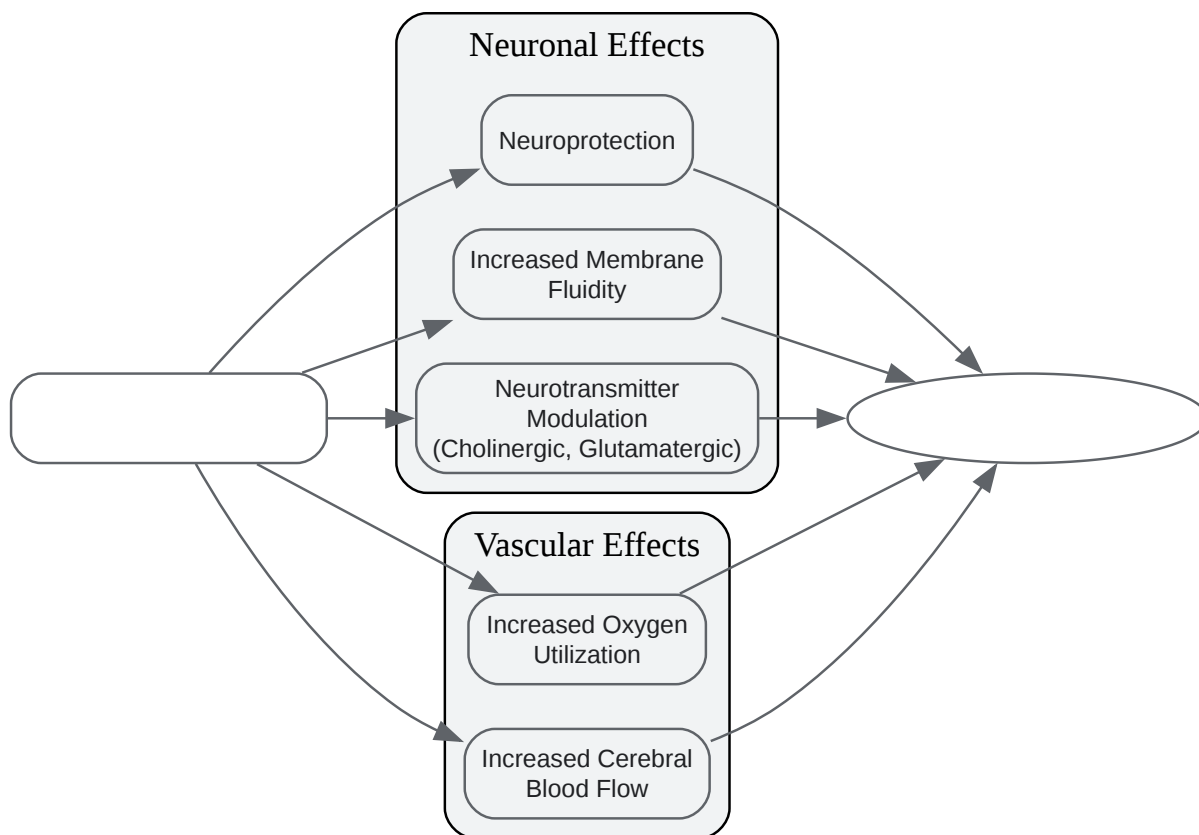 Neuronal Effects
Neuroprotection
Increased Membrane
Fluidity
Neurotransmitter
Modulation
(Cholinergic, Glutamatergic)
Vascular Effects
Increased Oxygen
Utilization
Increased Cerebral
Blood Flow